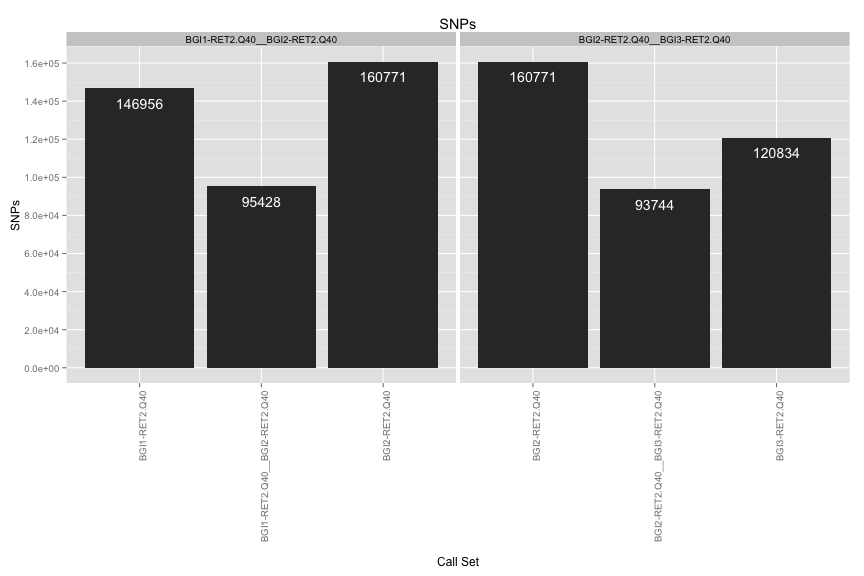 SNPs
BGI1-RET2.Q40__BGI2-RET2.Q40
BGI2-RET2.Q40__BGI3-RET2.Q40
1.6e+05
1.4e+05
1.2e+05
1.0e+05
8.0e+04
6.0e+04
4.0e+04
2.0e+04
0.0e+00
SNPs
146956
95428
160771
160771
93744
120834
BGI1-RET2.Q40
BGI1-RET2.Q40__BGI2-RET2.Q40
BGI2-RET2.Q40
BGI2-RET2.Q40
BGI2-RET2.Q40__BGI3-RET2.Q40
BGI3-RET2.Q40
Call Set